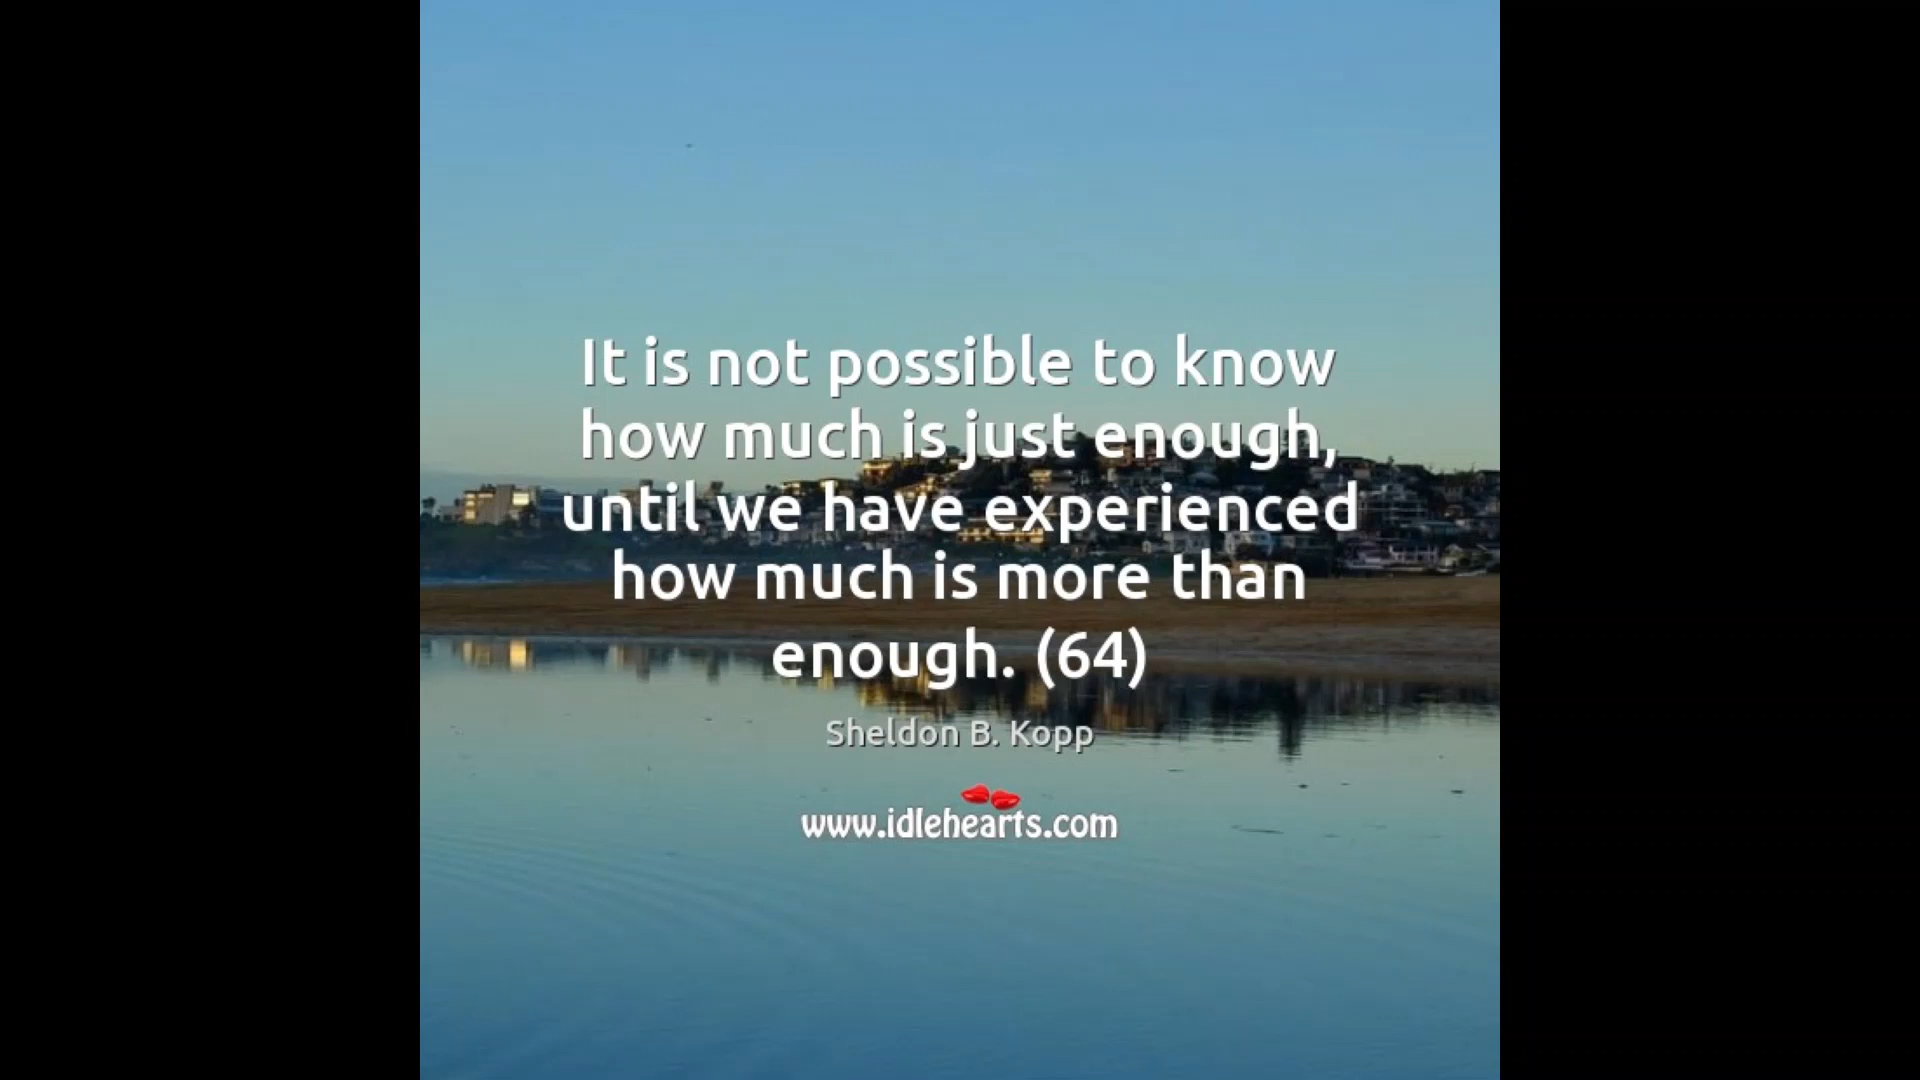 It is not possible to know
how much is just enough,
until we have experienced
how much is more than
enough. (64)
Sheldon B. Kopp
www.idlehearts.com